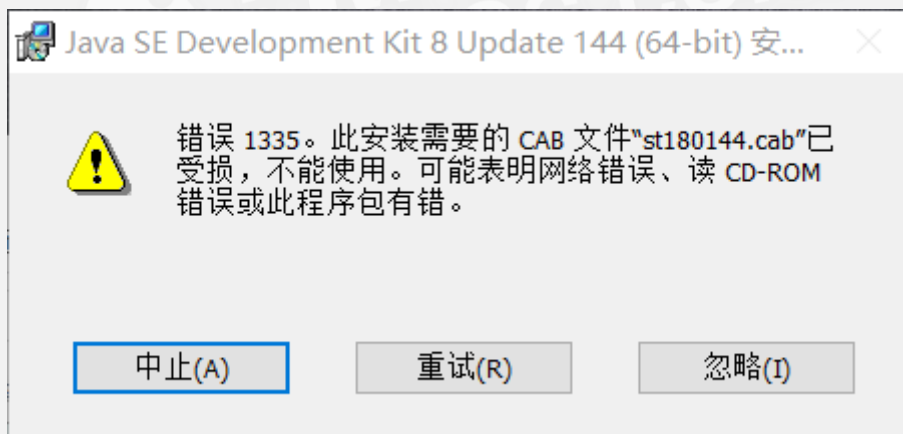 Java SE Development Kit 8 Update 144 (64-bit) 安...
错误 1335。此安装需要的 CAB 文件“st180144.cab”已
受损，不能使用。可能表明网络错误、读 CD-ROM
错误或此程序包有错。
中止(A) 重试(R) 忽略(I)